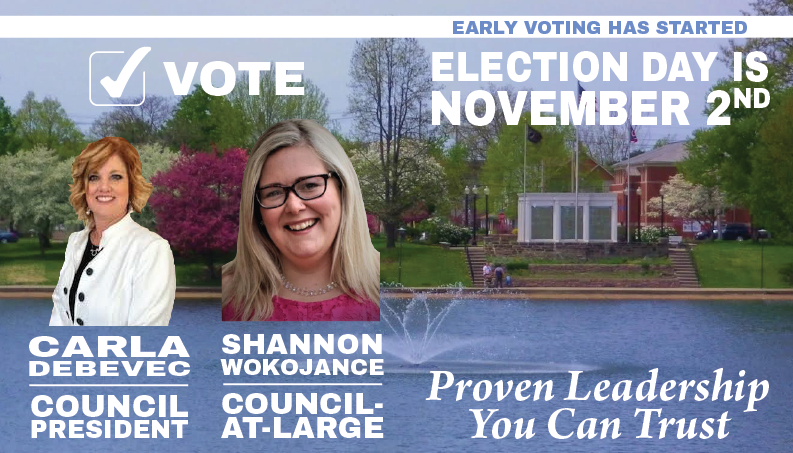 EARLY VOTING HAS STARTED
VOTE
ELECTION DAY IS
NOVEMBER 2ND
CARLA
DEBEVEC
COUNCIL
PRESIDENT
SHANNON
WOKOJANCE
COUNCIL-
AT-LARGE
Proven Leadership
You Can Trust